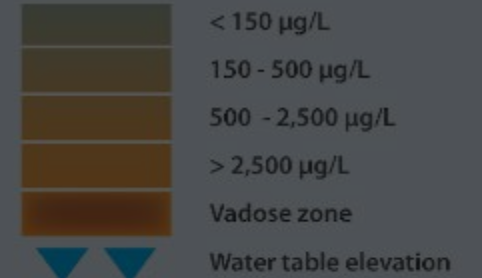 < 150 µg/L
150 - 500 µg/L
500 - 2,500 µg/L
> 2,500 µg/L
Vadose zone
Water table elevation